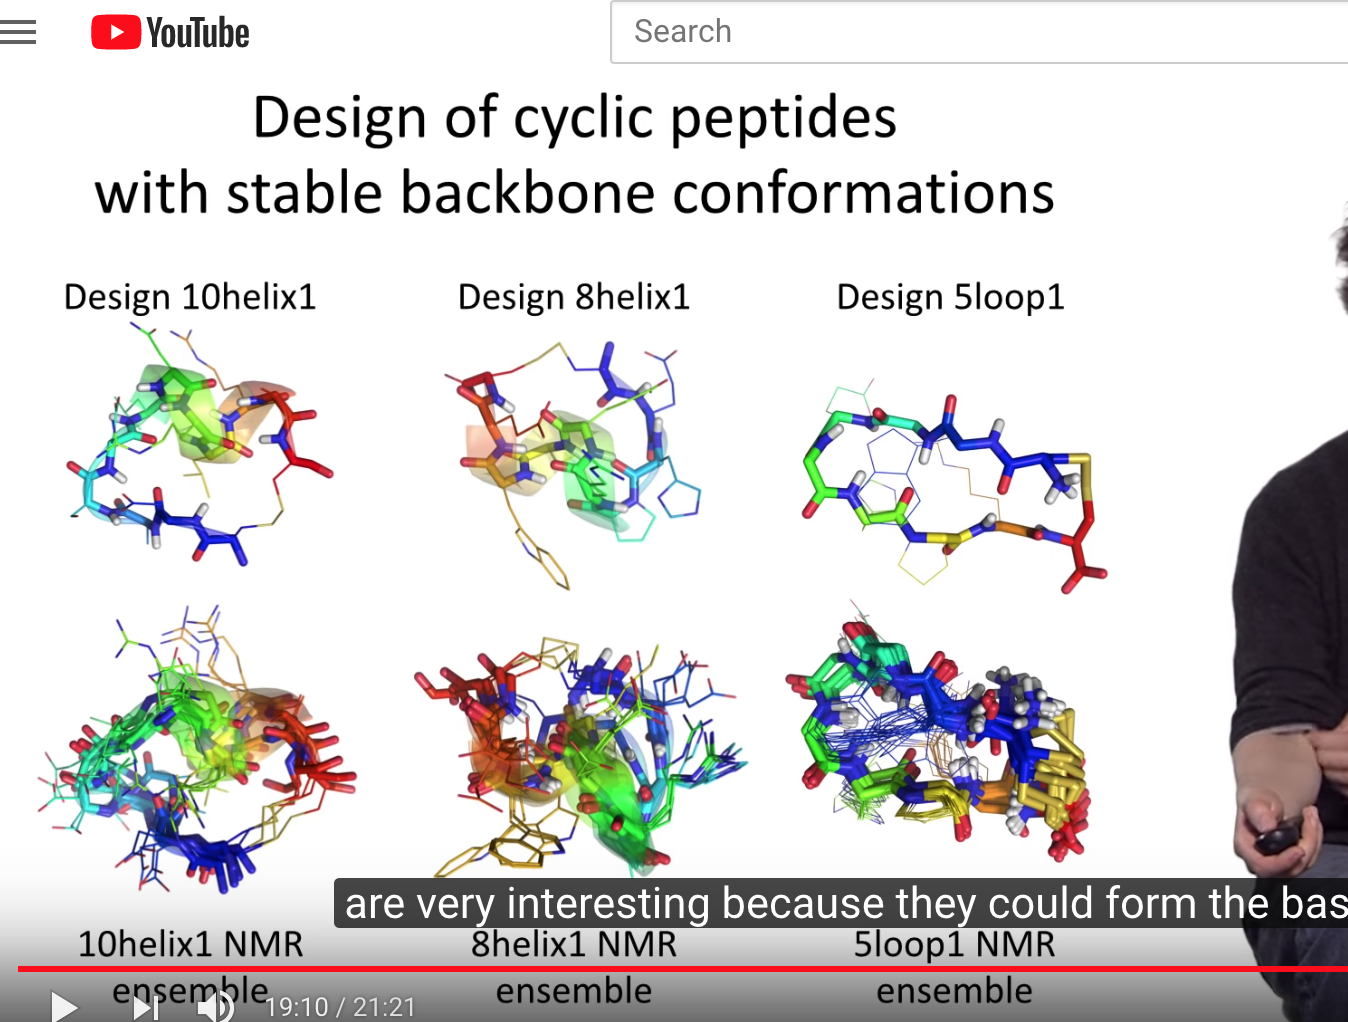 YouTube
Search
Design of cyclic peptides
with stable backbone conformations
Design 10helix1
Design 8helix1
Design 5loop1
are very interesting because they could form the bas
10helix1 NMR
ensemble
8helix1 NMR
ensemble
5loop1 NMR
ensemble
19:10 / 21:21